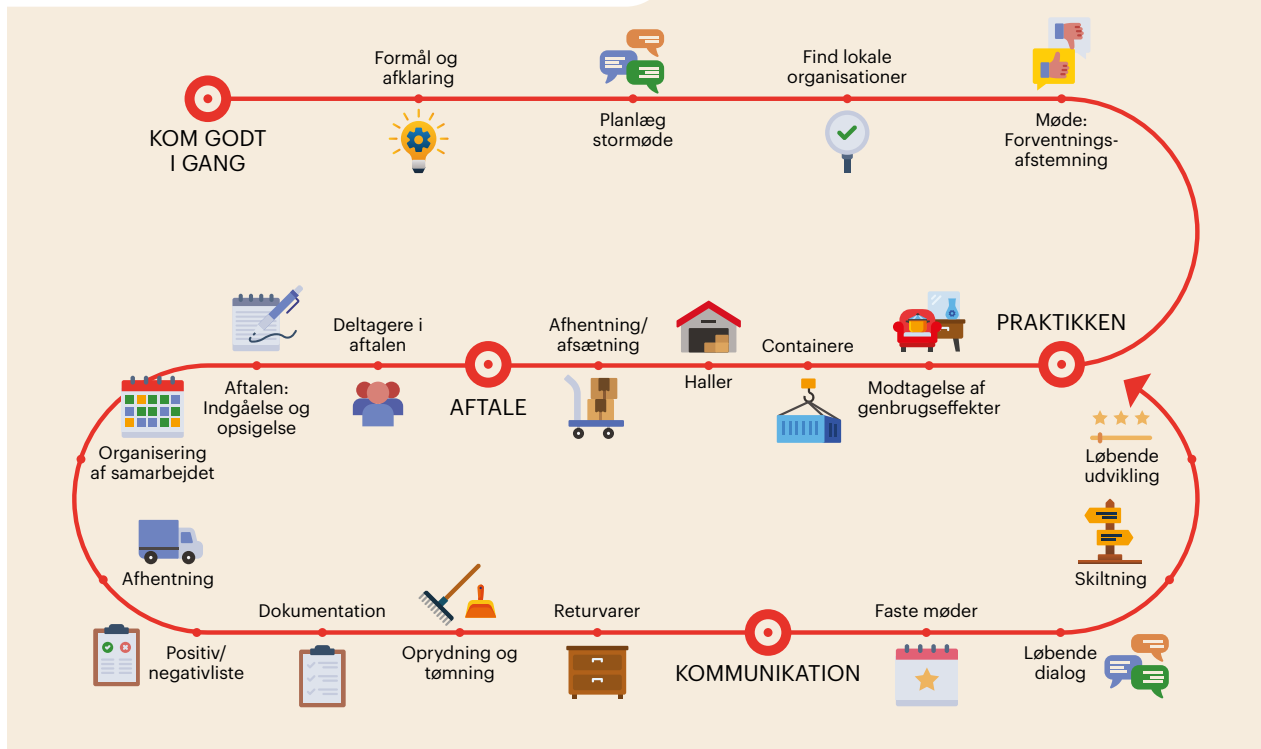 KOM GODT
I GANG
Formål og
afklaring
Planlæg
stormøde
Find lokale
organisationer
Møde:
Forventnings-
afstemning
PRAKTIKKEN
Modtagelse af
genbrugseffekter
Containere
Haller
Afhentning/
afsætning
AFTALE
Deltagere i
aftalen
Aftalen:
Indgåelse og
opsigelse
Organisering
af samarbejdet
Afhentning
Positiv/
negativliste
Dokumentation
Oprydning og
tømning
Returvarer
KOMMUNIKATION
Faste møder
Løbende
dialog
Skiltning
Løbende
udvikling